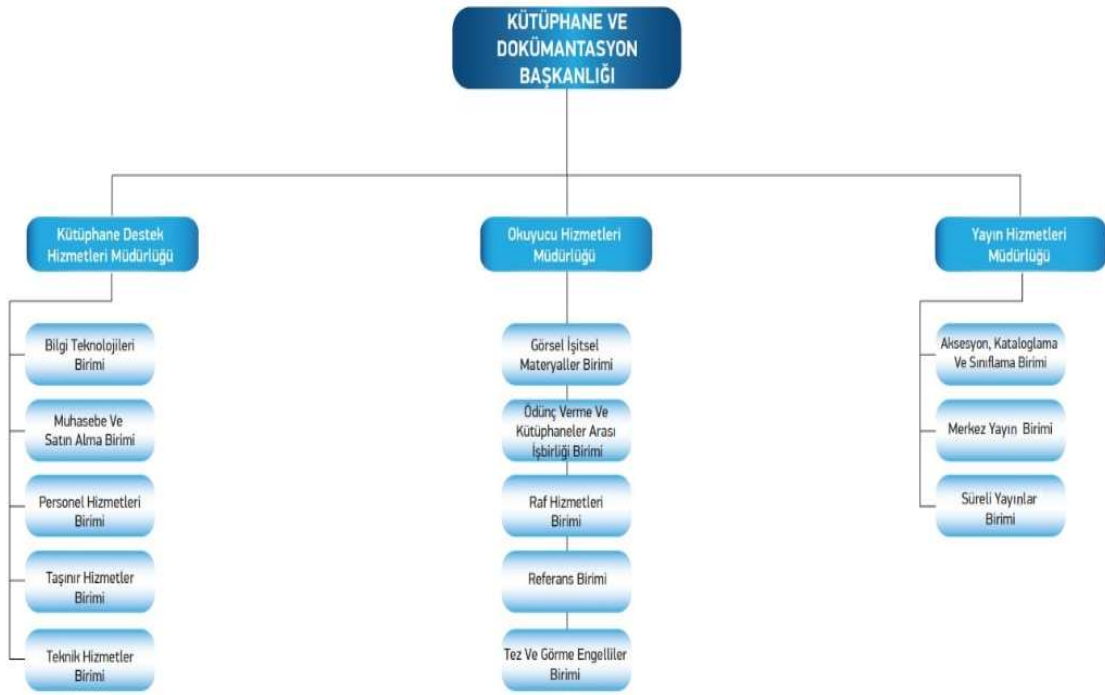 KÜTÜPHANE VE
DOKÜMANTASYON
BAŞKANLIĞI
Kütüphane Destek
Hizmetleri Müdürlüğü
Bilgi Teknolojileri
Birimi
Muhasebe Ve
Satın Alma Birimi
Personel Hizmetleri
Birimi
Taşınır Hizmetler
Birimi
Teknik Hizmetler
Birimi
Okuyucu Hizmetleri
Müdürlüğü
Görsel İşitsel
Materyaller Birimi
Ödünç Verme Ve
Kütüphaneler Arası
İşbirliği Birimi
Raf Hizmetleri
Birimi
Referans Birimi
Tez Ve Görme Engelliler
Birimi
Yayın Hizmetleri
Müdürlüğü
Aksesyon, Kataloglama
Ve Sınıflama Birimi
Merkez Yayın Birimi
Süreli Yayınlar
Birimi